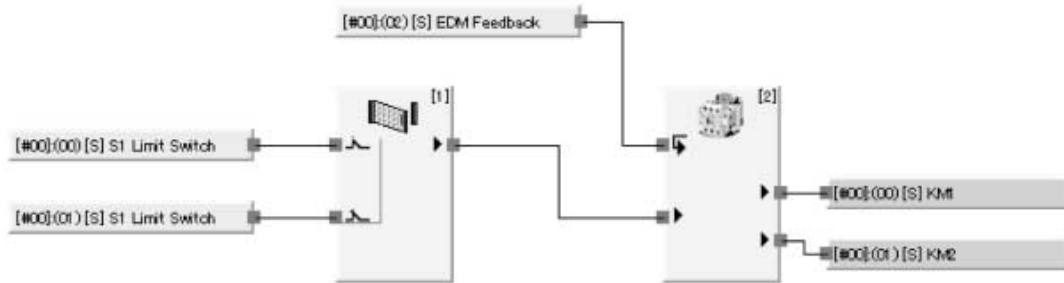 [#00]:(02) [S] EDM Feedback
[1]
[2]
[#00]:(00) [S] S1 Limit Switch
[#00]:(01) [S] S1 Limit Switch
[#00]:(00) [S] KM1
[#00]:(01) [S] KM2